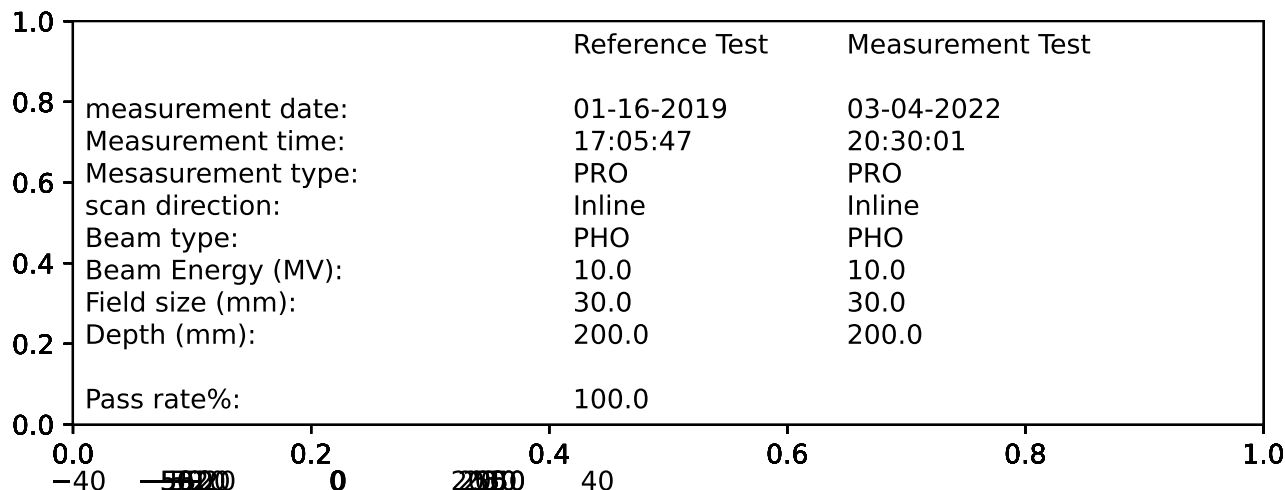 1.0
Reference Test Measurement Test
0.8 measurement date: 01-16-2019 03-04-2022
Measurement time: 17:05:47 20:30:01
0.6 Mesasurement type: PRO PRO
scan direction: Inline Inline
Beam type: PHO PHO
0.4 Beam Energy (MV): 10.0 10.0
Field size (mm): 30.0 30.0
0.2 Depth (mm): 200.0 200.0
Pass rate%: 100.0
0.0
0.0 0.2 0.4 0.6 0.8 1.0
−40 0 40